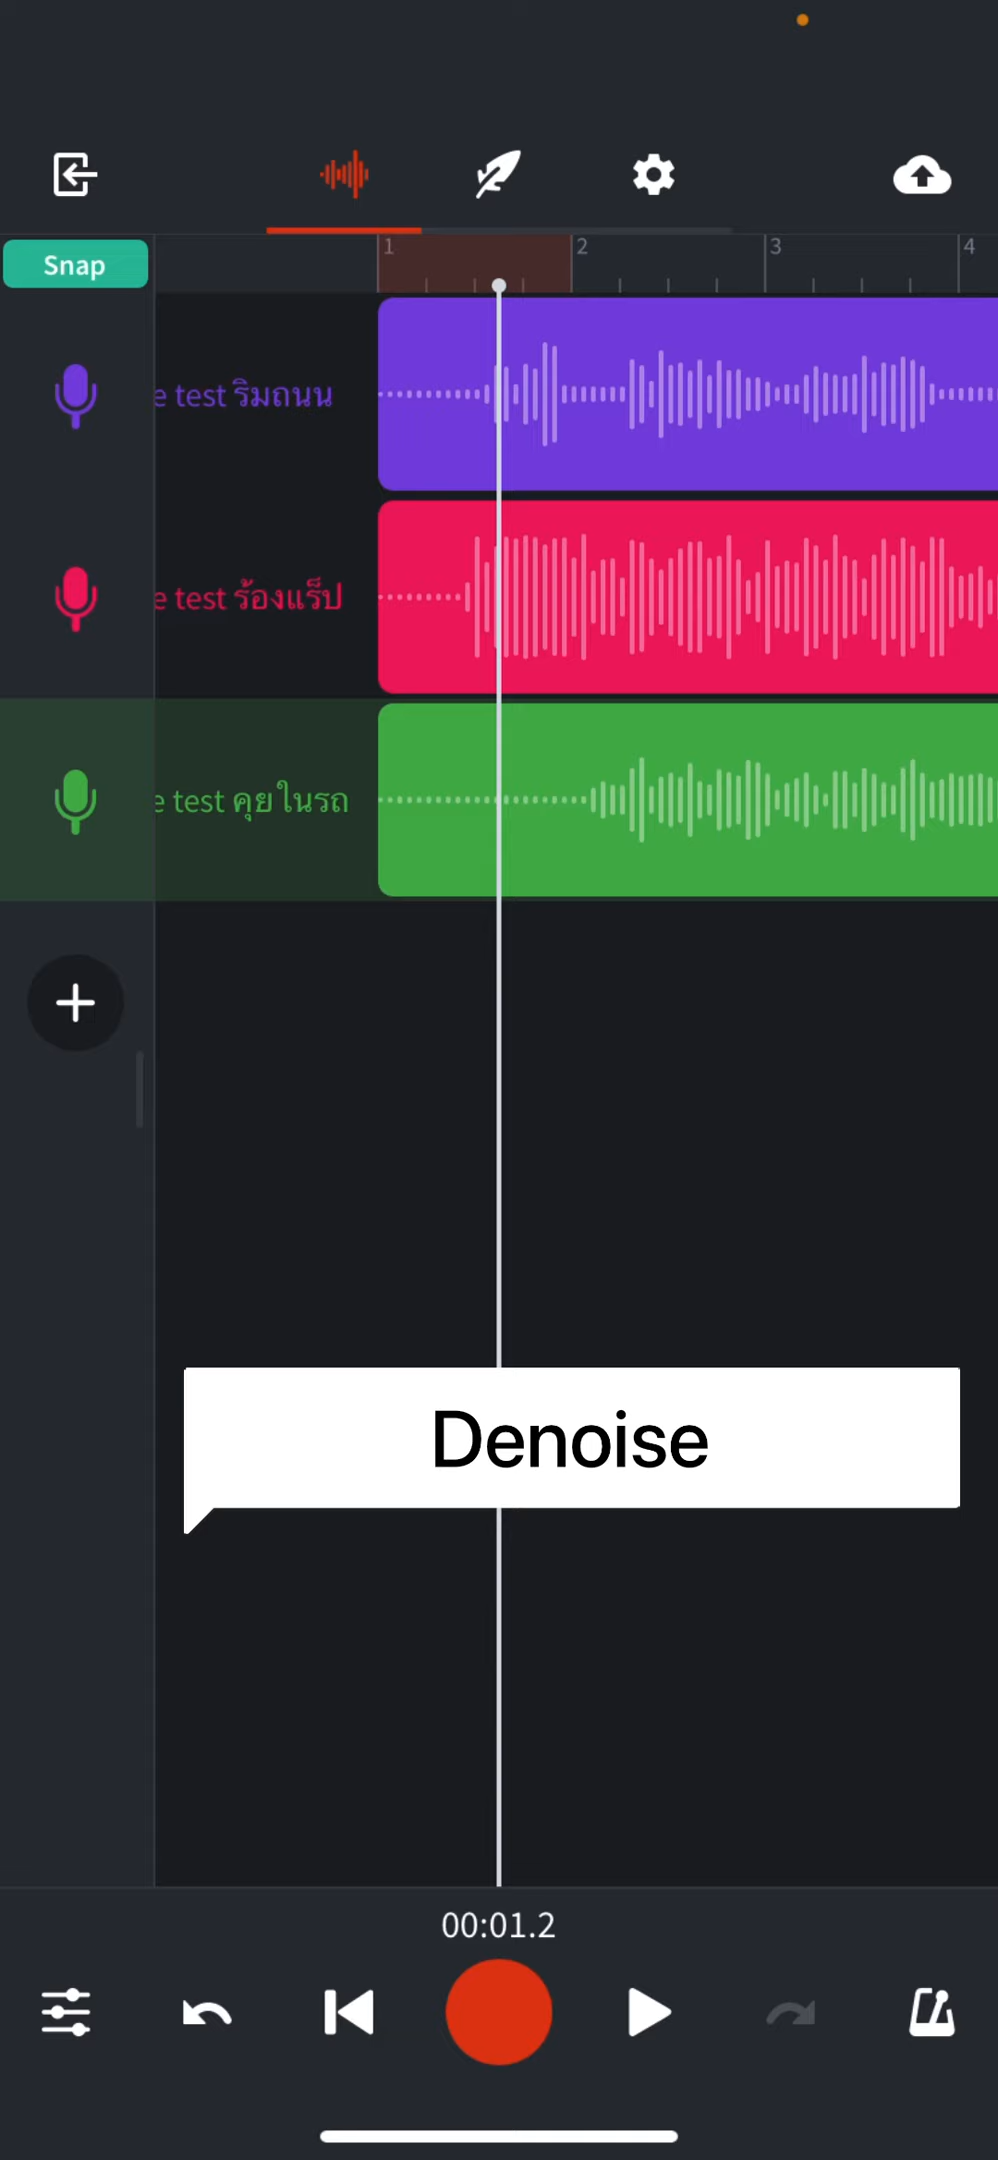 Snap
1
2
3
4
e test ริมถนน
e test ร้องแร็ป
e test คุยในรถ
Denoise
00:01.2